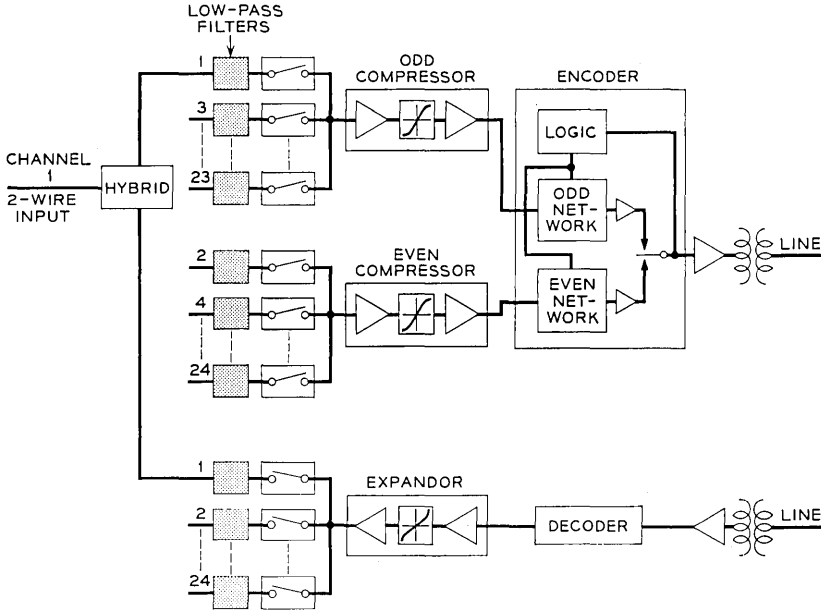 LOW-PASS
FILTERS
1
3
23
ODD
COMPRESSOR
ENCODER
LOGIC
ODD
NET-
WORK
CHANNEL
1
2-WIRE
INPUT
HYBRID
2
4
24
EVEN
COMPRESSOR
EVEN
NET-
WORK
LINE
1
2
24
EXPANDOR
DECODER
LINE